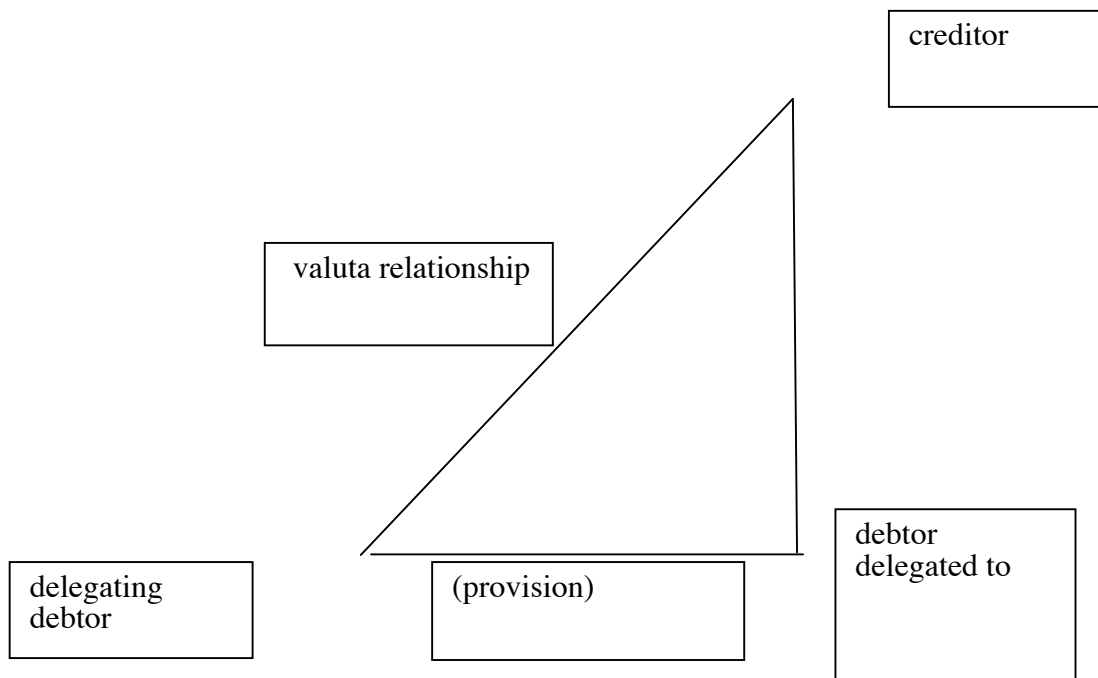 creditor
valuta relationship
debtor
delegated to
delegating
debtor
(provision)